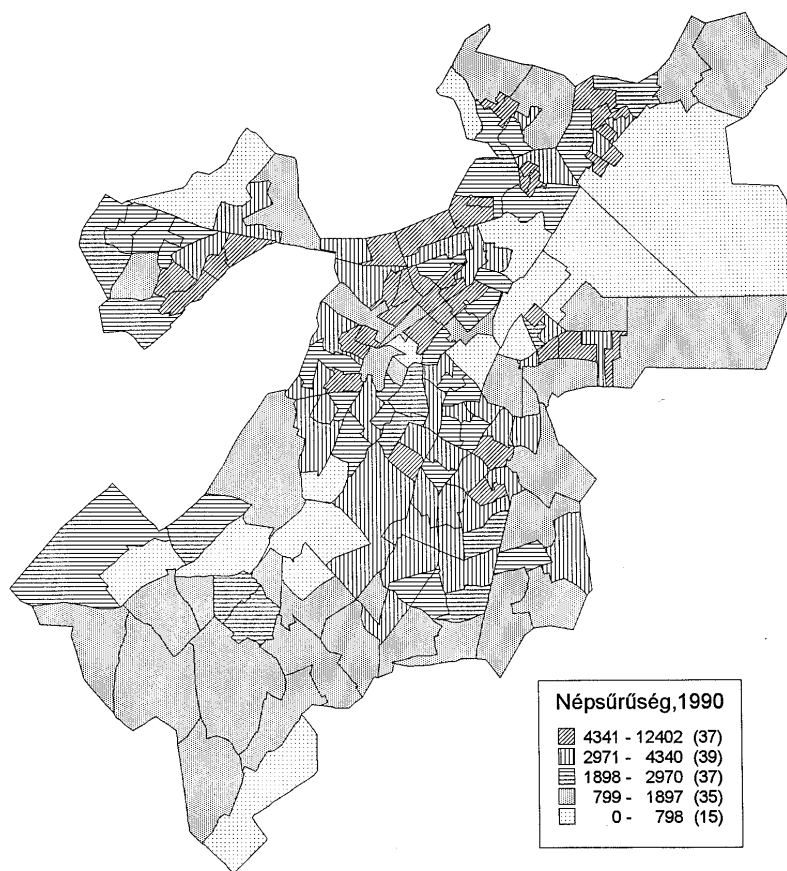 Népsűrűség,1990
4341 - 12402 (37)
2971 - 4340 (39)
1898 - 2970 (37)
799 - 1897 (35)
0 - 798 (15)